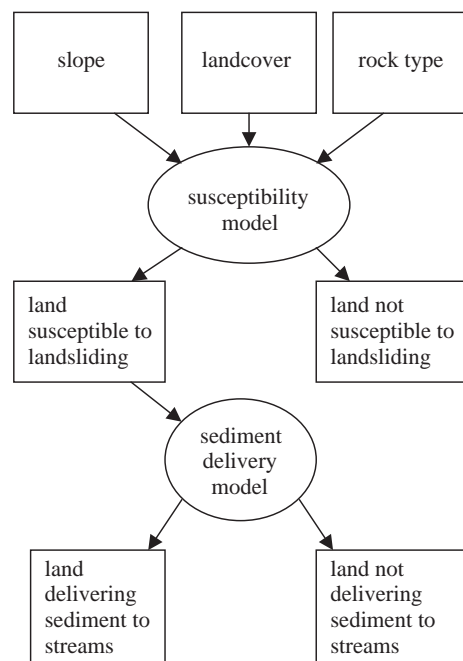 slope
landcover
rock type
susceptibility
model
land
susceptible to
landsliding
land not
susceptible to
landsliding
sediment
delivery
model
land
delivering
sediment to
streams
land not
delivering
sediment to
streams